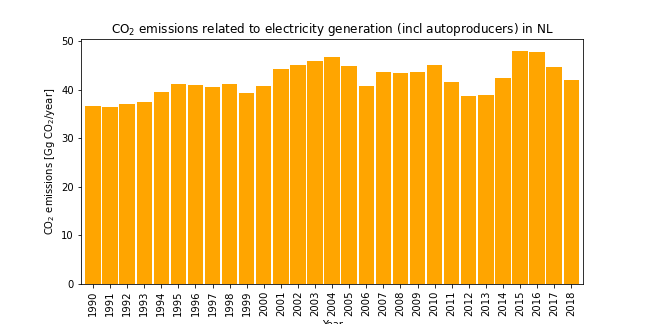 CO₂ emissions related to electricity generation (incl autoproducers) in NL
CO₂ emissions [Gg CO₂/year]
50
40
30
20
10
0
1990 1991 1992 1993 1994 1995 1996 1997 1998 1999 2000 2001 2002 2003 2004 2005 2006 2007 2008 2009 2010 2011 2012 2013 2014 2015 2016 2017 2018
Year